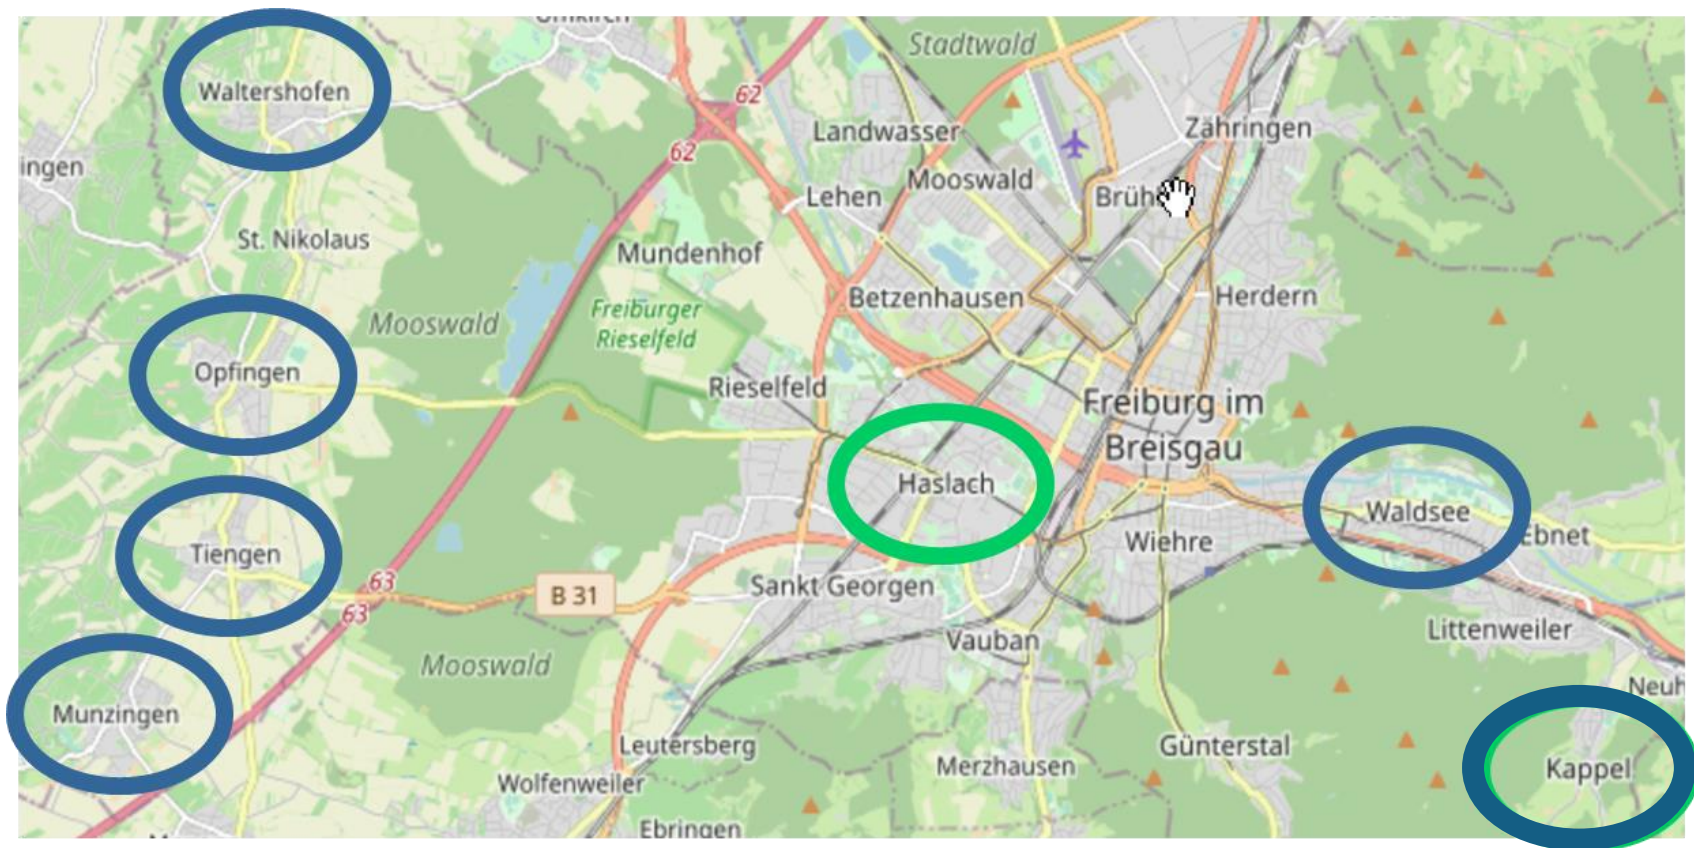 Umkirch
Waltershofen
62
Stadtwald
Landwasser
Zähringen
62
ingen
Lehen
Mooswald
Brüh
St. Nikolaus
Mundenhof
Betzenhausen
Herdern
Mooswald
Freiburger
Rieselfeld
Opfingen
Rieselfeld
Freiburg im
Breisgau
Haslach
Waldsee
Tiengen
Wiehre
Ebnet
63
B 31
Sankt Georgen
63
Littenweiler
Vauban
Mooswald
Neuh
Munzingen
Leutersberg
Günterstal
Wolfenweiler
Merzhausen
Kappel
Ebringen